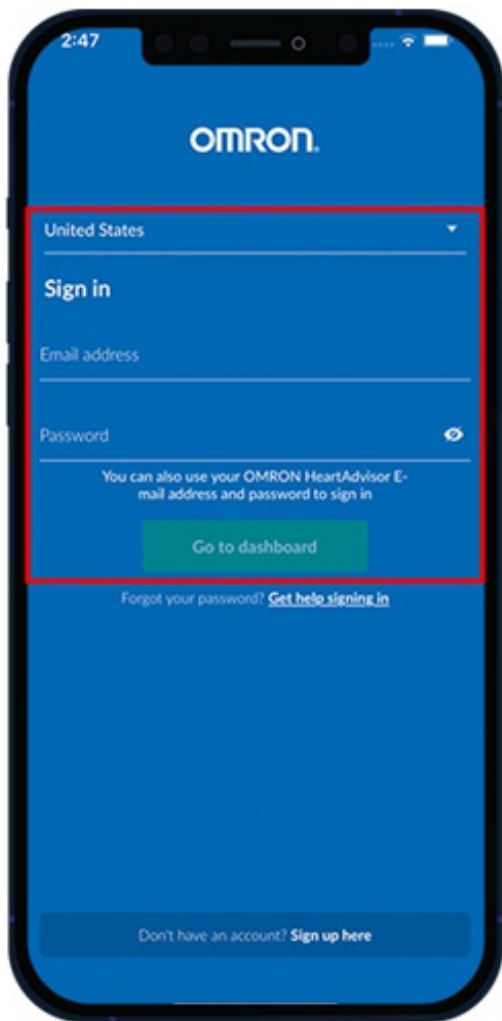 2:47
OMRON.
United States
Sign in
Email address
Password
You can also use your OMRON HeartAdvisor E-
mail address and password to sign in
Go to dashboard
Forgot your password? Get help signing in
Don't have an account? Sign up here